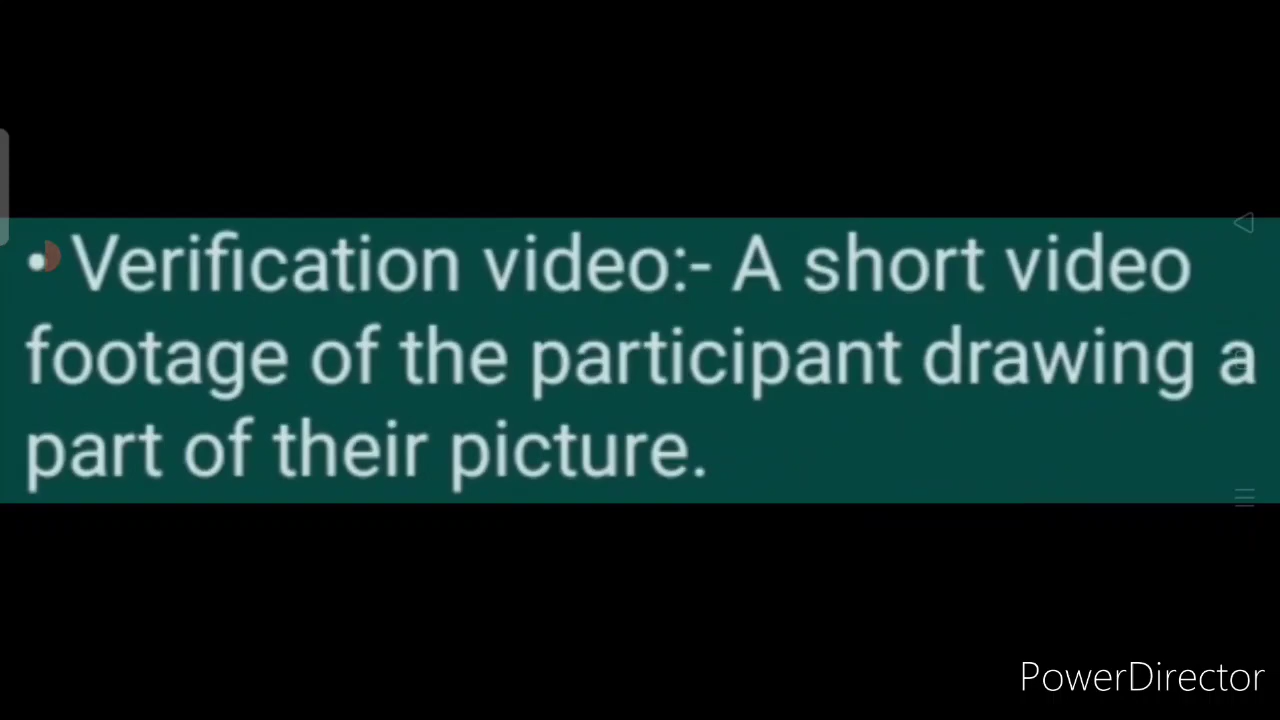 • Verification video:- A short video
footage of the participant drawing a
part of their picture.
PowerDirector